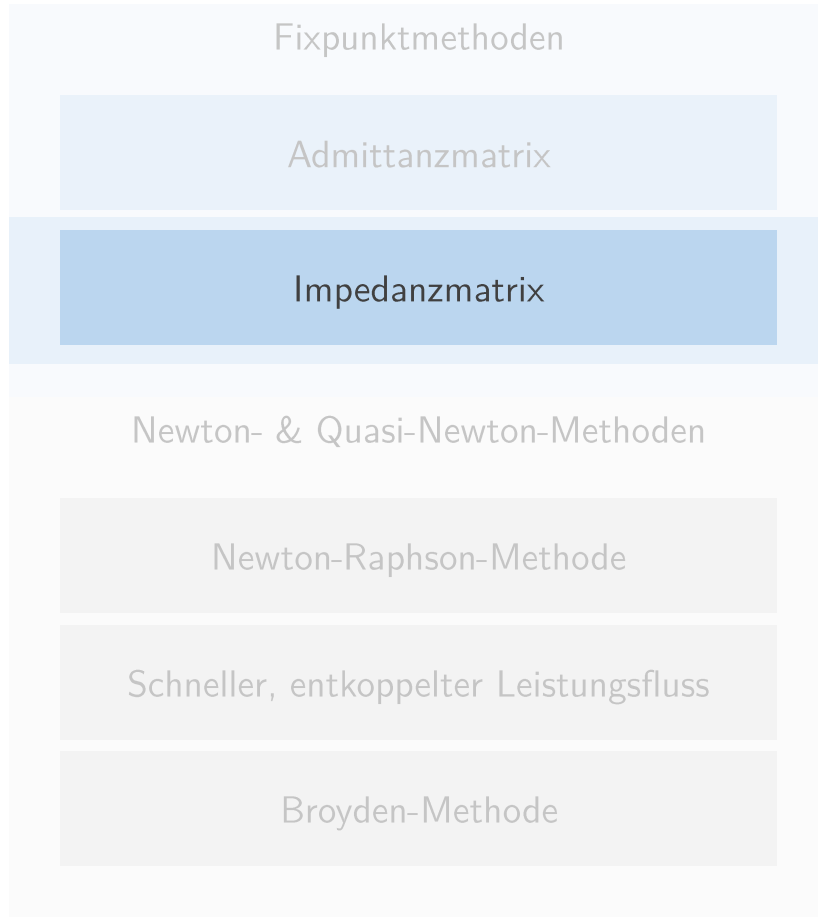 Fixpunktmethoden
Admittanzmatrix
Impedanzmatrix
Newton- & Quasi-Newton-Methoden
Newton-Raphson-Methode
Schneller, entkoppelter Leistungsfluss
Broyden-Methode